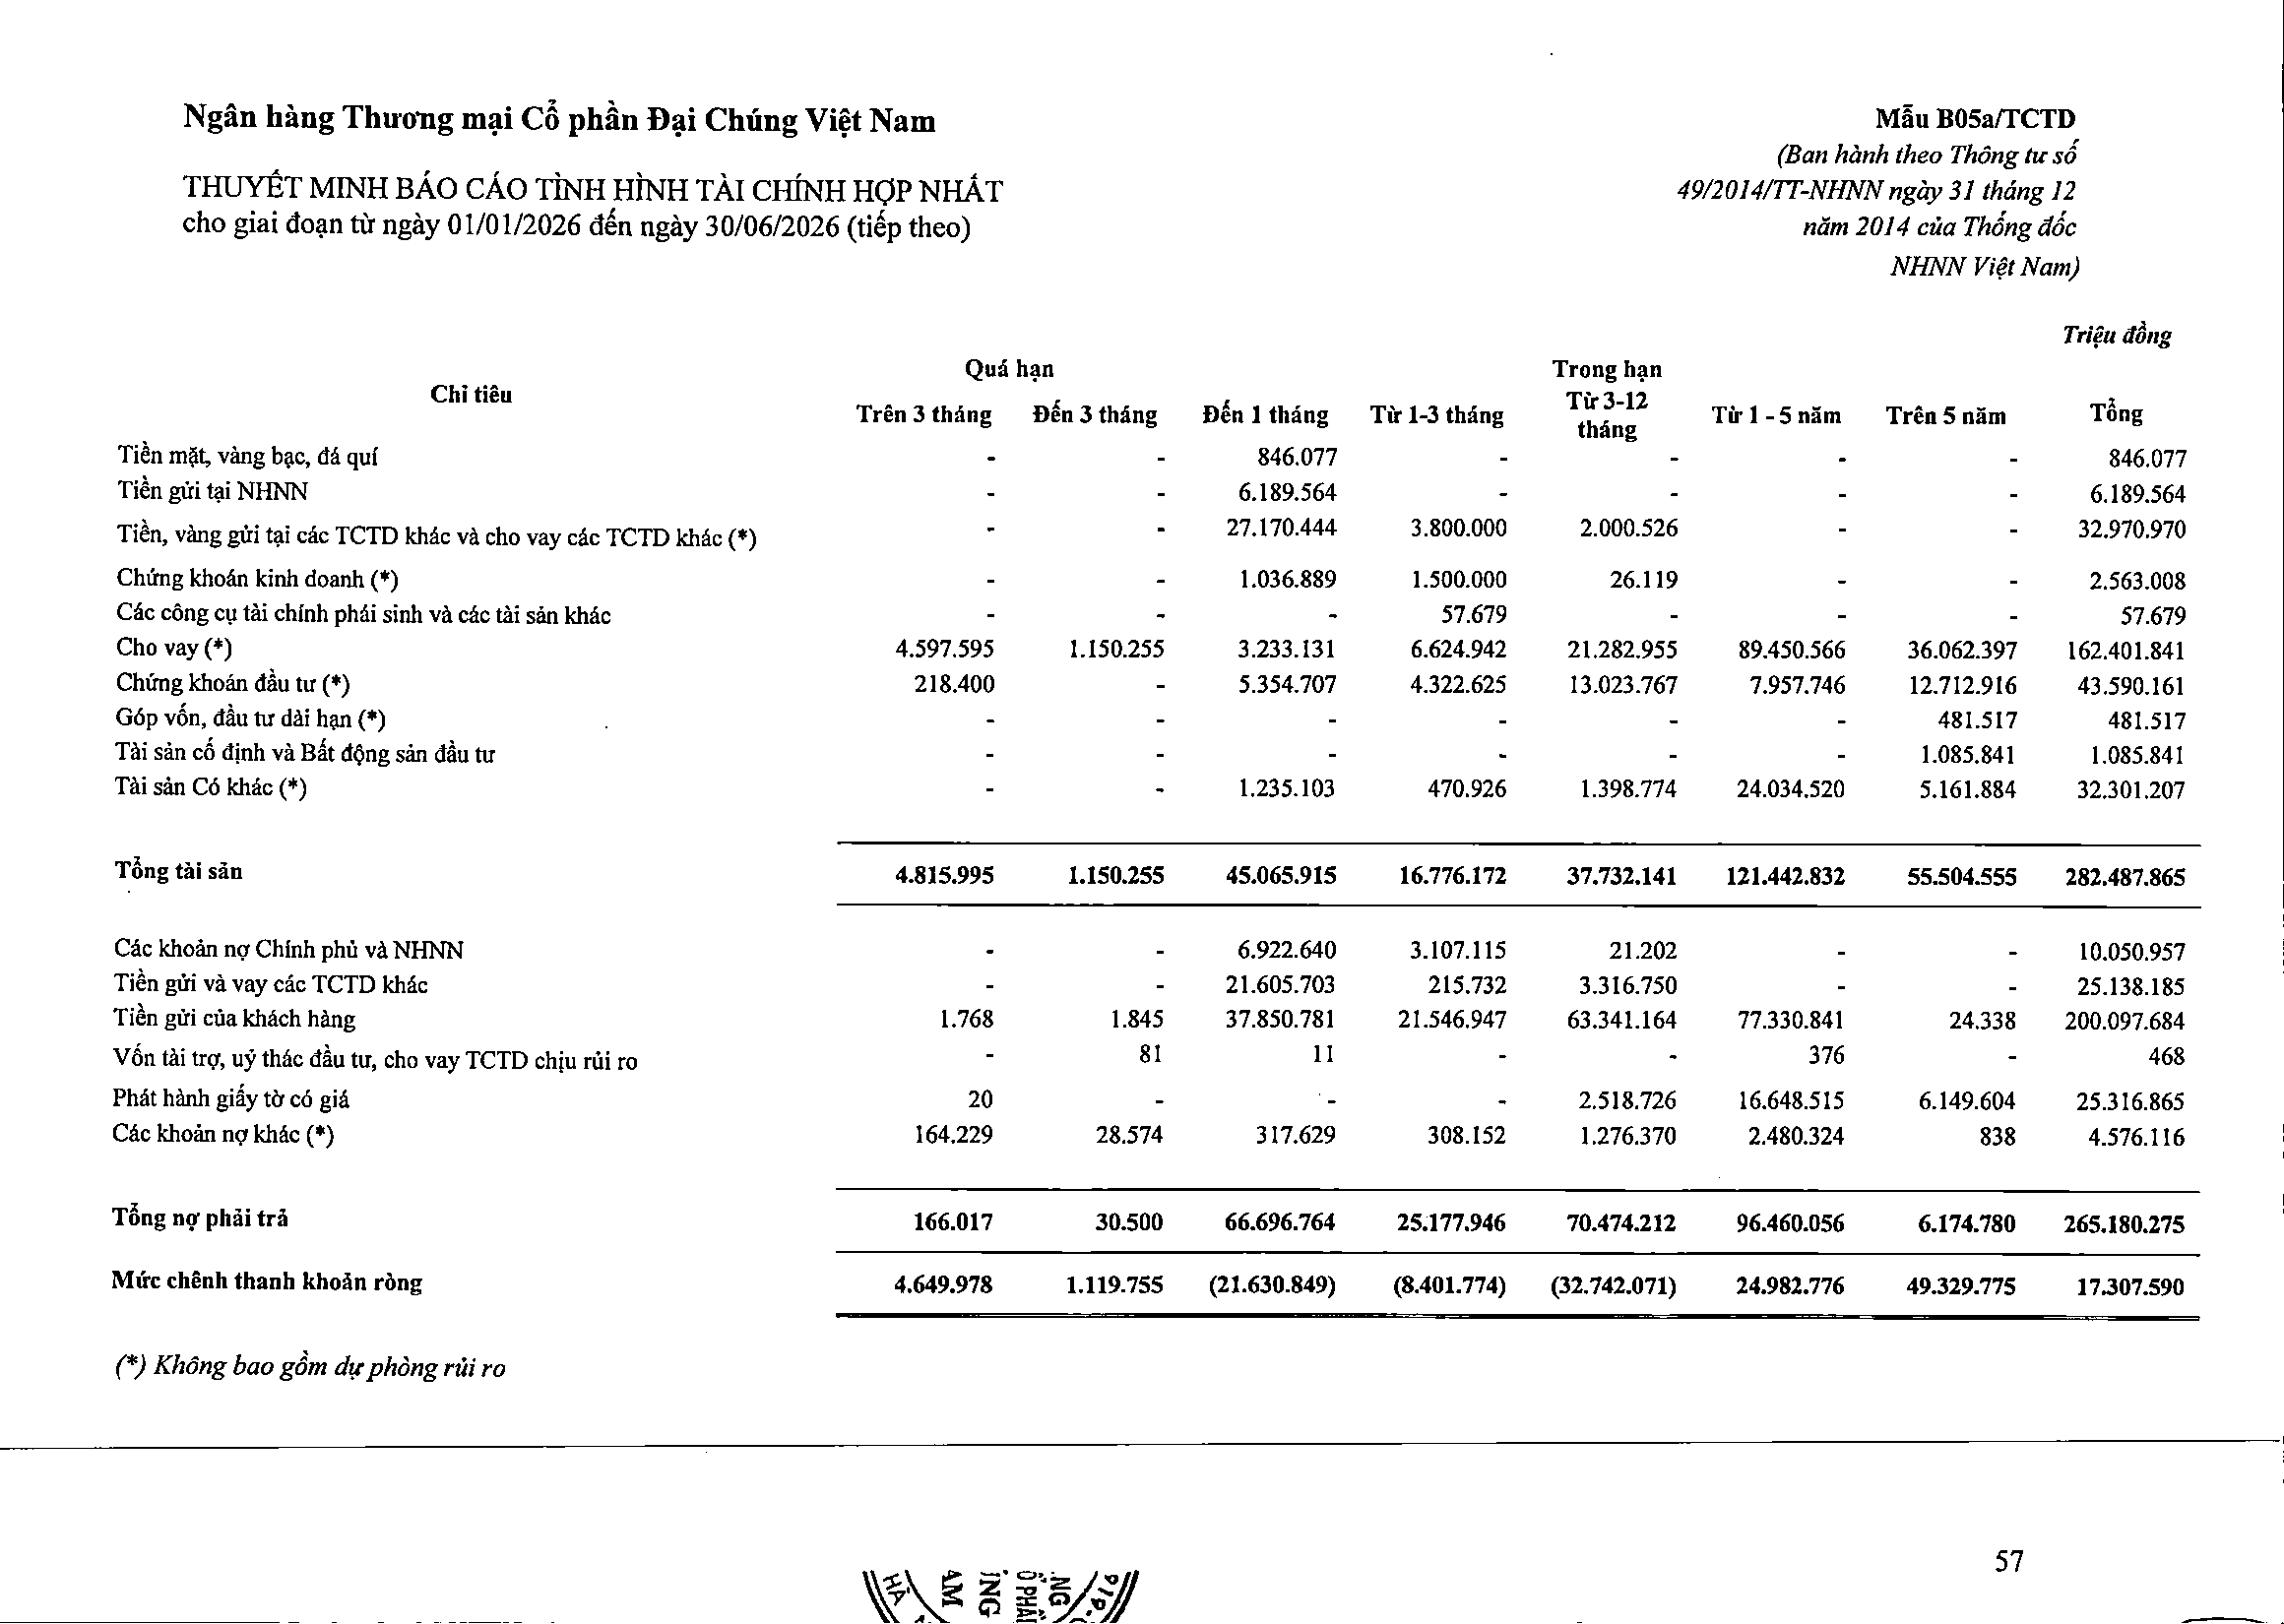 Ngân hàng Thương mại Cổ phần Đại Chúng Việt Nam
THUYẾT MINH BÁO CÁO TÌNH HÌNH TÀI CHÍNH HỢP NHẤT
cho giai đoạn từ ngày 01/01/2026 đến ngày 30/06/2026 (tiếp theo)
Mẫu B05a/TCTD
(Ban hành theo Thông tư số
49/2014/TT-NHNN ngày 31 tháng 12
năm 2014 của Thống đốc
NHNN Việt Nam)
Triệu đồng
Chỉ tiêu Quá hạn Trong hạn
Trên 3 tháng Đến 3 tháng Đến 1 tháng Từ 1-3 tháng Từ 3-12 tháng Từ 1 - 5 năm Trên 5 năm Tổng
Tiền mặt, vàng bạc, đá quí - - 846.077 - - - - 846.077
Tiền gửi tại NHNN - - 6.189.564 - - - - 6.189.564
Tiền, vàng gửi tại các TCTD khác và cho vay các TCTD khác (*) - - 27.170.444 3.800.000 2.000.526 - - 32.970.970
Chứng khoán kinh doanh (*) - - 1.036.889 1.500.000 26.119 - - 2.563.008
Các công cụ tài chính phái sinh và các tài sản khác - - - 57.679 - - - 57.679
Cho vay (*) 4.597.595 1.150.255 3.233.131 6.624.942 21.282.955 89.450.566 36.062.397 162.401.841
Chứng khoán đầu tư (*) 218.400 - 5.354.707 4.322.625 13.023.767 7.957.746 12.712.916 43.590.161
Góp vốn, đầu tư dài hạn (*) - - - - - - 481.517 481.517
Tài sản cố định và Bất động sản đầu tư - - - - - - 1.085.841 1.085.841
Tài sản Có khác (*) - - 1.235.103 470.926 1.398.774 24.034.520 5.161.884 32.301.207
Tổng tài sản 4.815.995 1.150.255 45.065.915 16.776.172 37.732.141 121.442.832 55.504.555 282.487.865
Các khoản nợ Chính phủ và NHNN - - 6.922.640 3.107.115 21.202 - - 10.050.957
Tiền gửi và vay các TCTD khác - - 21.605.703 215.732 3.316.750 - - 25.138.185
Tiền gửi của khách hàng 1.768 1.845 37.850.781 21.546.947 63.341.164 77.330.841 24.338 200.097.684
Vốn tài trợ, uỷ thác đầu tư, cho vay TCTD chịu rủi ro - 81 11 - - 376 - 468
Phát hành giấy tờ có giá 20 - - - 2.518.726 16.648.515 6.149.604 25.316.865
Các khoản nợ khác (*) 164.229 28.574 317.629 308.152 1.276.370 2.480.324 838 4.576.116
Tổng nợ phải trả 166.017 30.500 66.696.764 25.177.946 70.474.212 96.460.056 6.174.780 265.180.275
Mức chênh thanh khoản ròng 4.649.978 1.119.755 (21.630.849) (8.401.774) (32.742.071) 24.982.776 49.329.775 17.307.590
(*) Không bao gồm dự phòng rủi ro
57